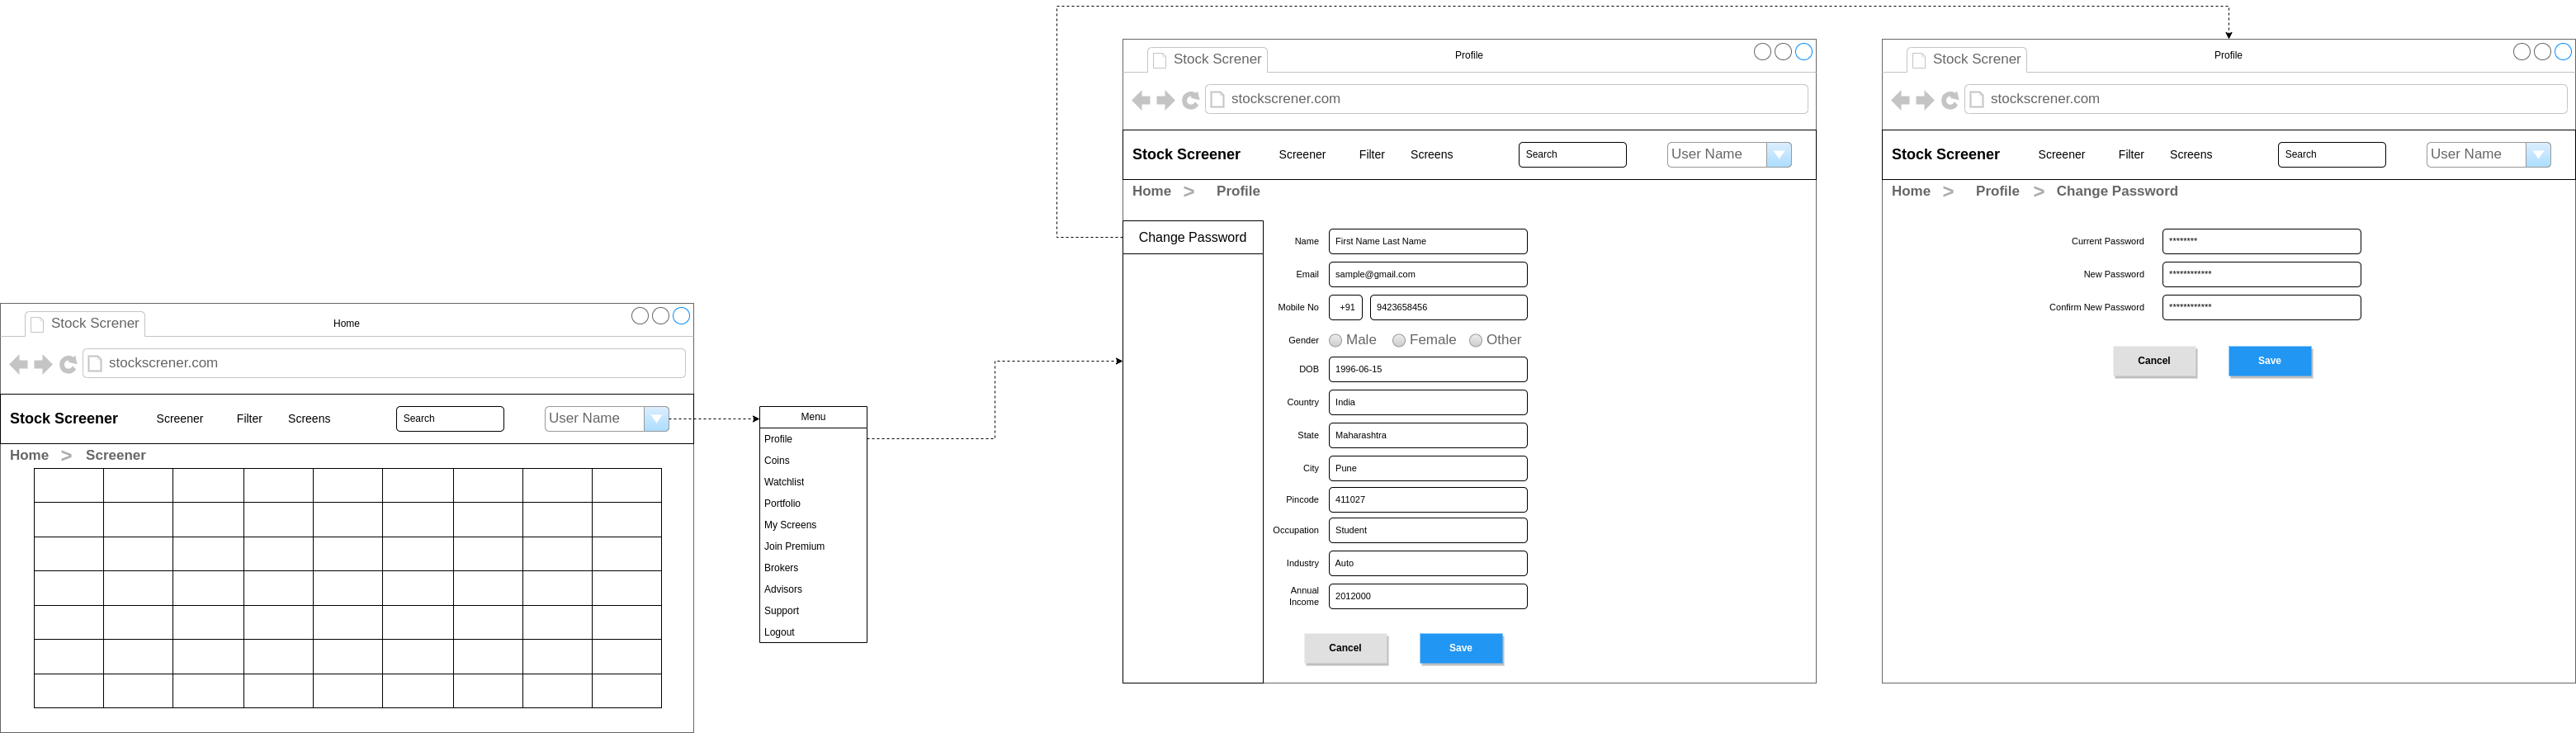 Stock Screner
Home
stockscrener.com
Stock Screener
Screener
Filter
Screens
Search
User Name
Home > Screener
Menu
Profile
Coins
Watchlist
Portfolio
My Screens
Join Premium
Brokers
Advisors
Support
Logout
Stock Screner
Profile
stockscrener.com
Stock Screener
Screener
Filter
Screens
Search
User Name
Home > Profile
Change Password
Name
First Name Last Name
Email
sample@gmail.com
Mobile No
+91
9423658456
Gender
Male
Female
Other
DOB
1996-06-15
Country
India
State
Maharashtra
City
Pune
Pincode
411027
Occupation
Student
Industry
Auto
Annual
Income
2012000
Cancel
Save
Stock Screner
Profile
stockscrener.com
Stock Screener
Screener
Filter
Screens
Search
User Name
Home > Profile > Change Password
Current Password
********
New Password
************
Confirm New Password
************
Cancel
Save